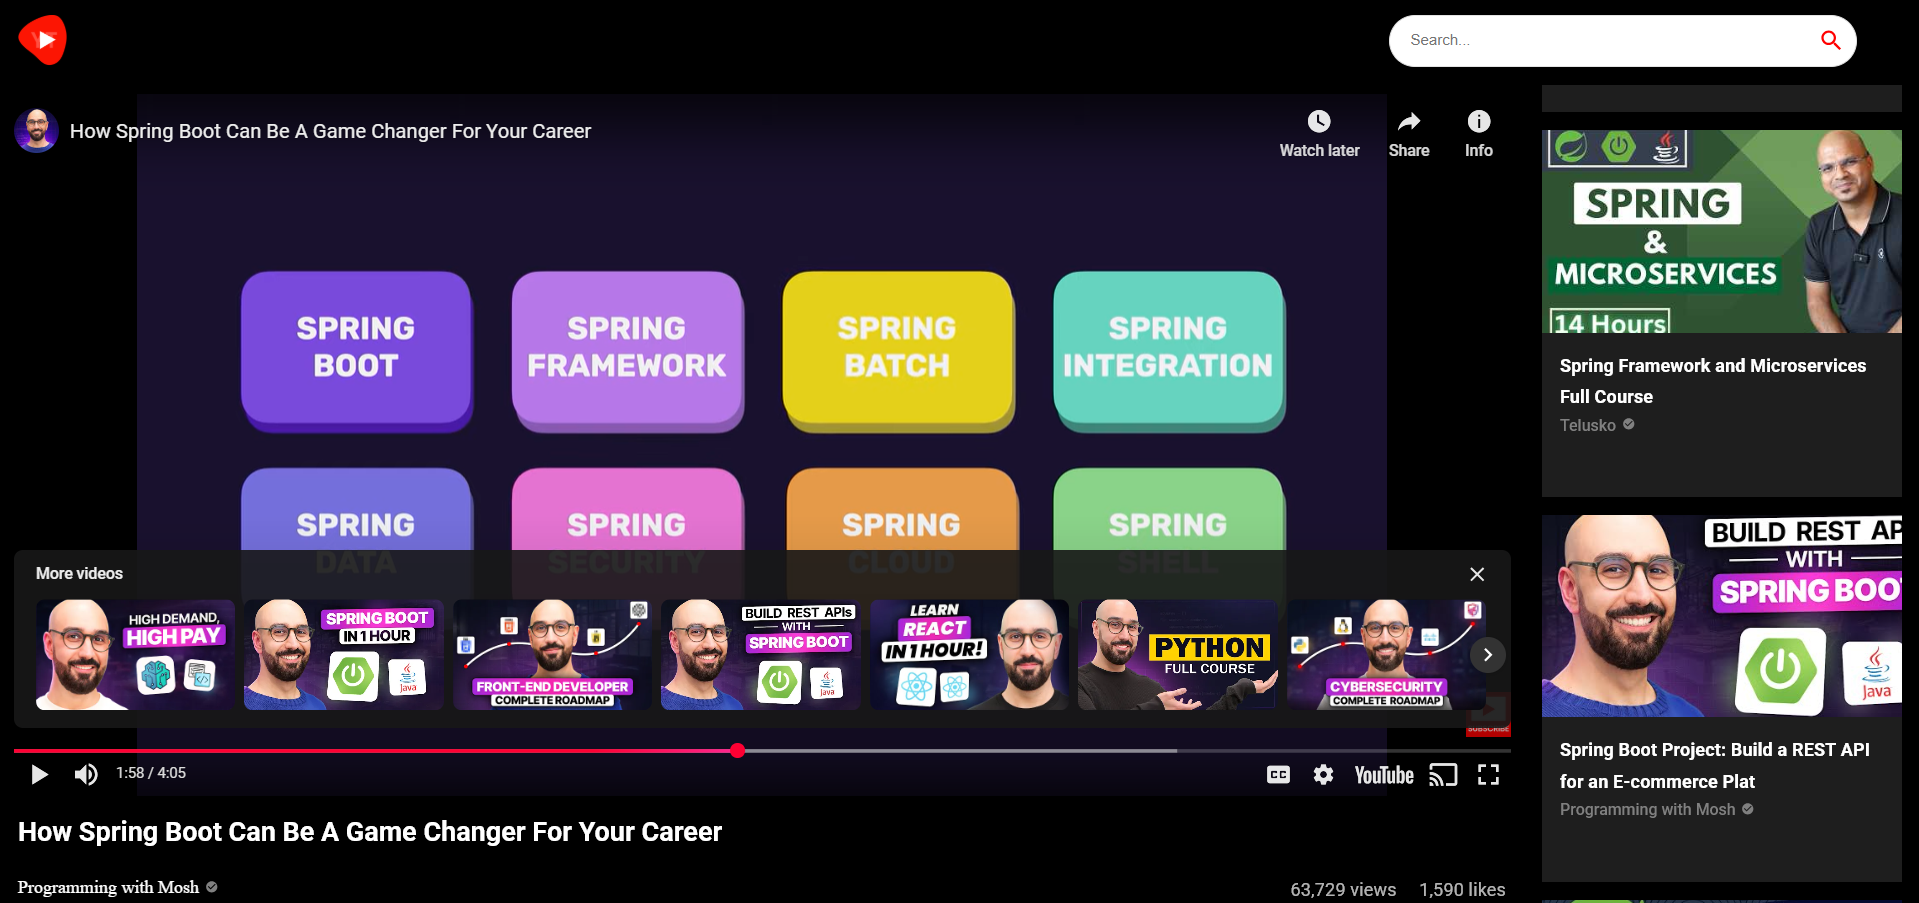 Search...
How Spring Boot Can Be A Game Changer For Your Career
Watch later
Share
Info
SPRING
BOOT
SPRING
FRAMEWORK
SPRING
BATCH
SPRING
INTEGRATION
SPRING
DATA
SPRING
SECURITY
SPRING
CLOUD
SPRING
SHELL
More videos
HIGH DEMAND,
HIGH PAY
SPRING BOOT
IN 1 HOUR
Java
FRONT-END DEVELOPER
COMPLETE ROADMAP
BUILD REST APIs
WITH
SPRING BOOT
Java
LEARN
REACT
IN 1 HOUR!
PYTHON
FULL COURSE
CYBERSECURITY
COMPLETE ROADMAP
SUBSCRIBE
1:58 / 4:05
CC
YouTube
How Spring Boot Can Be A Game Changer For Your Career
Programming with Mosh
63,729 views
1,590 likes
SPRING
&
MICROSERVICES
14 Hours
Spring Framework and Microservices
Full Course
Telusko
BUILD REST AP
WITH
SPRING BOO
Java
Spring Boot Project: Build a REST API
for an E-commerce Plat
Programming with Mosh